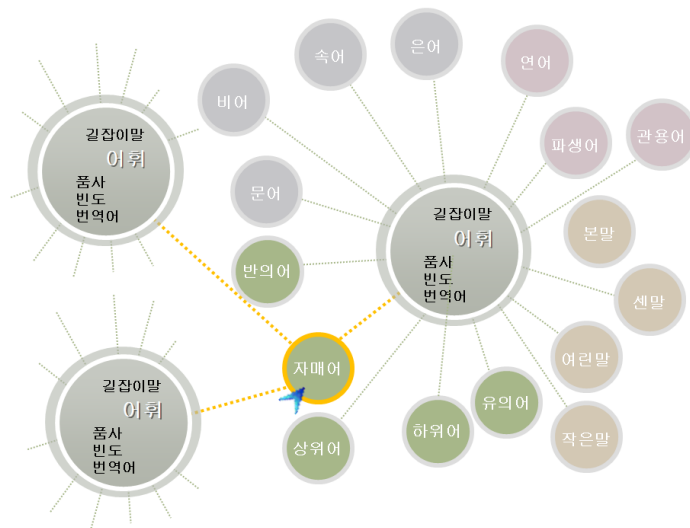 은어
속어
연어
비어
길잡이말
어휘
품사
빈도
번역어
파생어
관용어
문어
길잡이말
어휘
품사
빈도
번역어
본말
반의어
센말
여린말
자매어
길잡이말
어휘
품사
빈도
번역어
유의어
하위어
작은말
상위어